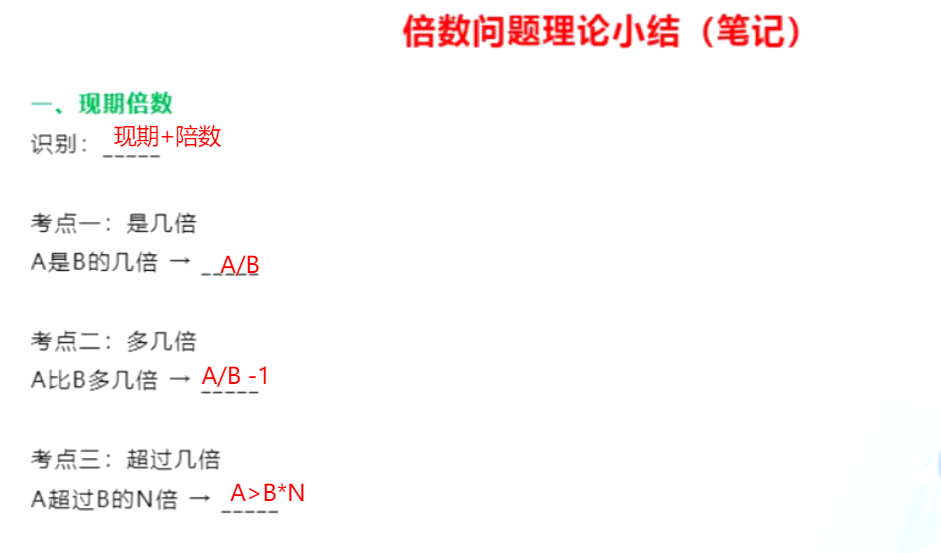 倍数问题理论小结（笔记）
一、现期倍数
识别：现期+陪数
考点一：是几倍
A是B的几倍 → A/B
考点二：多几倍
A比B多几倍 → A/B -1
考点三：超过几倍
A超过B的N倍 → A>B*N